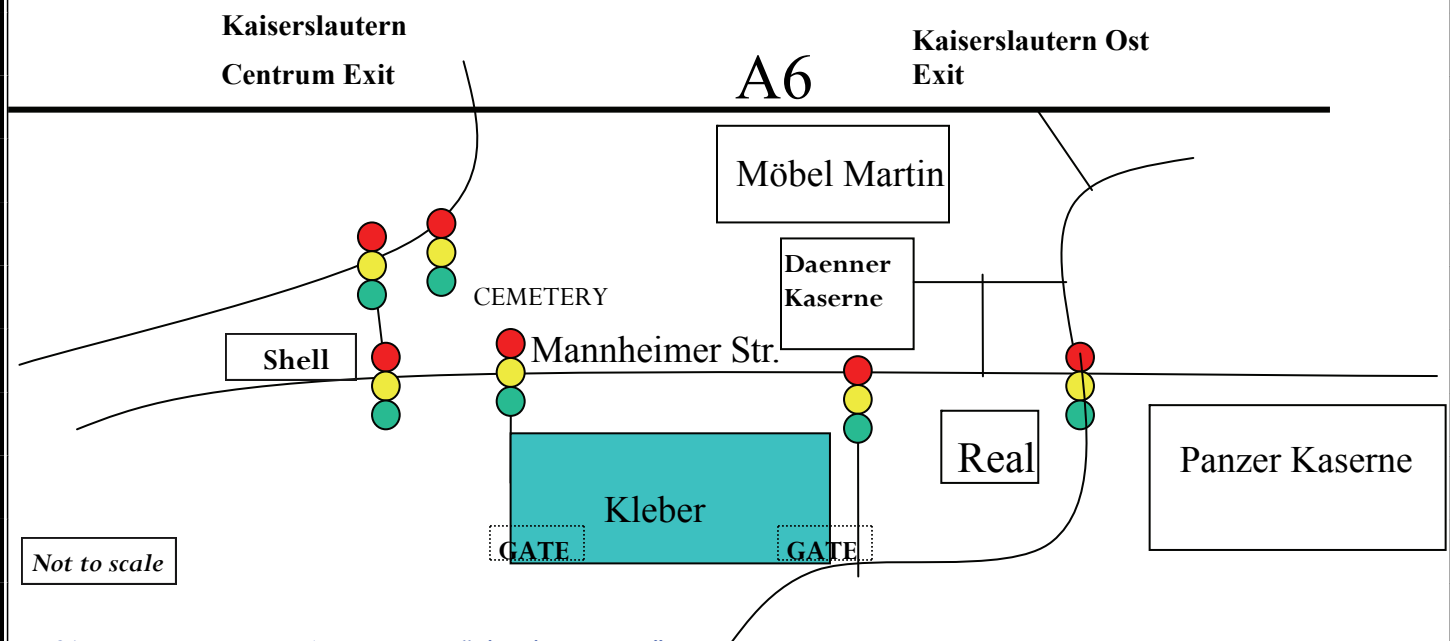 Kaiserslautern
Centrum Exit
A6
Kaiserslautern Ost
Exit
Möbel Martin
Daenner
Kaserne
CEMETERY
Mannheimer Str.
Shell
Real
Panzer Kaserne
Kleber
GATE
GATE
Not to scale